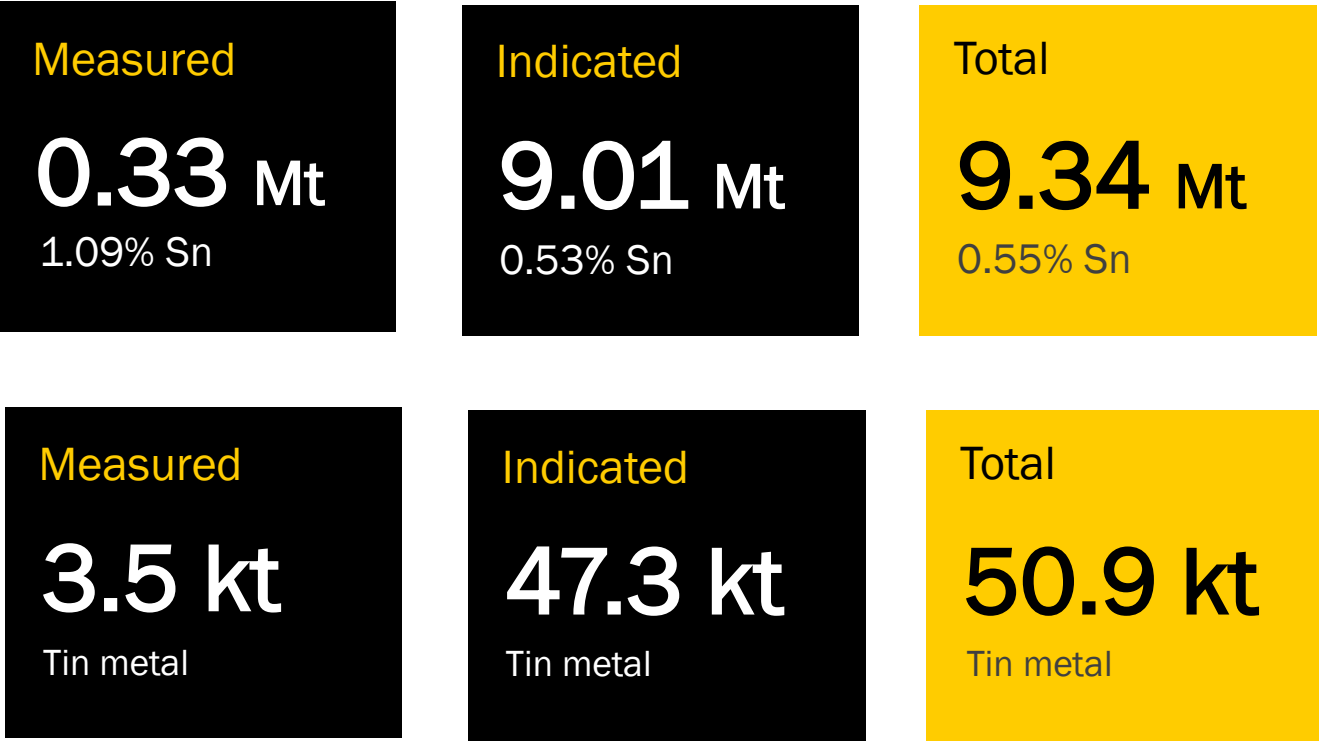 Measured
0.33 Mt
1.09% Sn
Indicated
9.01 Mt
0.53% Sn
Total
9.34 Mt
0.55% Sn
Measured
3.5 kt
Tin metal
Indicated
47.3 kt
Tin metal
Total
50.9 kt
Tin metal